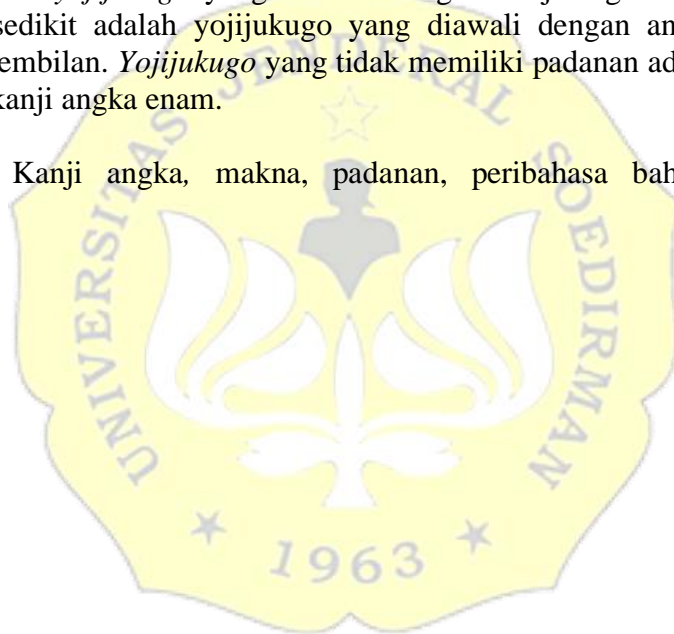 sedikit adalah yojijukugo yang diawali dengan an
embilan. Yojijukugo yang tidak memiliki padanan ad
kanji angka enam.
Kanji angka, makna, padanan, peribahasa bah
UNIVERSITAS JENDERAL SOEDIRMAN
1963